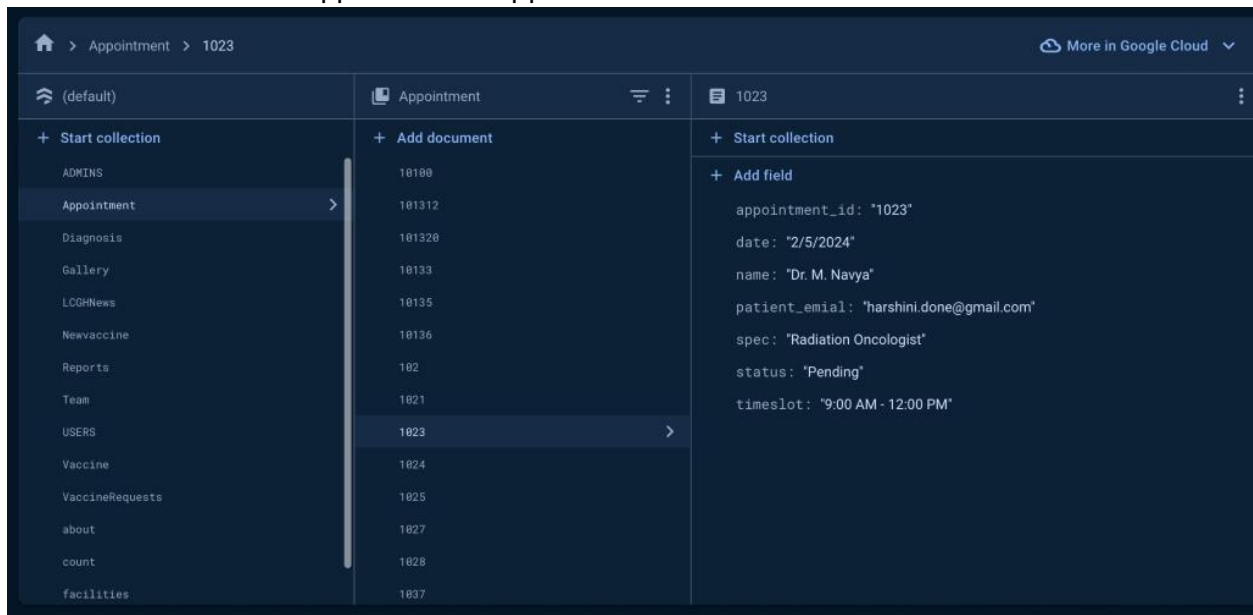 Appointment > 1023
More in Google Cloud
(default)
+ Start collection
ADMINS
Appointment
Diagnosis
Gallery
LCGHNews
Newvaccine
Reports
Team
USERS
Vaccine
VaccineRequests
about
count
facilities
Appointment
+ Add document
10100
101312
101320
10133
10135
10136
102
1021
1023
1024
1025
1027
1028
1037
1023
+ Start collection
+ Add field
appointment_id: "1023"
date: "2/5/2024"
name: "Dr. M. Navya"
patient_emial: "harshini.done@gmail.com"
spec: "Radiation Oncologist"
status: "Pending"
timeslot: "9:00 AM - 12:00 PM"